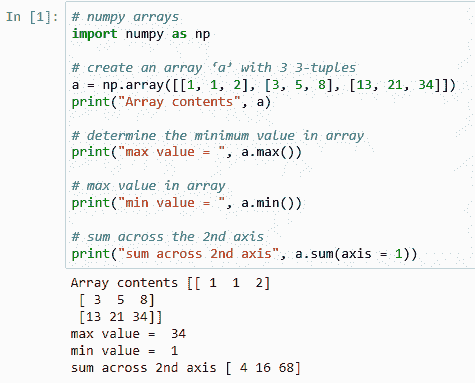 In [1]: # numpy arrays
import numpy as np
# create an array ‘a’ with 3 3-tuples
a = np.array([[1, 1, 2], [3, 5, 8], [13, 21, 34]])
print("Array contents", a)
# determine the minimum value in array
print("max value = ", a.max())
# max value in array
print("min value = ", a.min())
# sum across the 2nd axis
print("sum across 2nd axis", a.sum(axis = 1))
Array contents [[ 1  1  2]
 [ 3  5  8]
 [13 21 34]]
max value =  34
min value =  1
sum across 2nd axis [ 4 16 68]